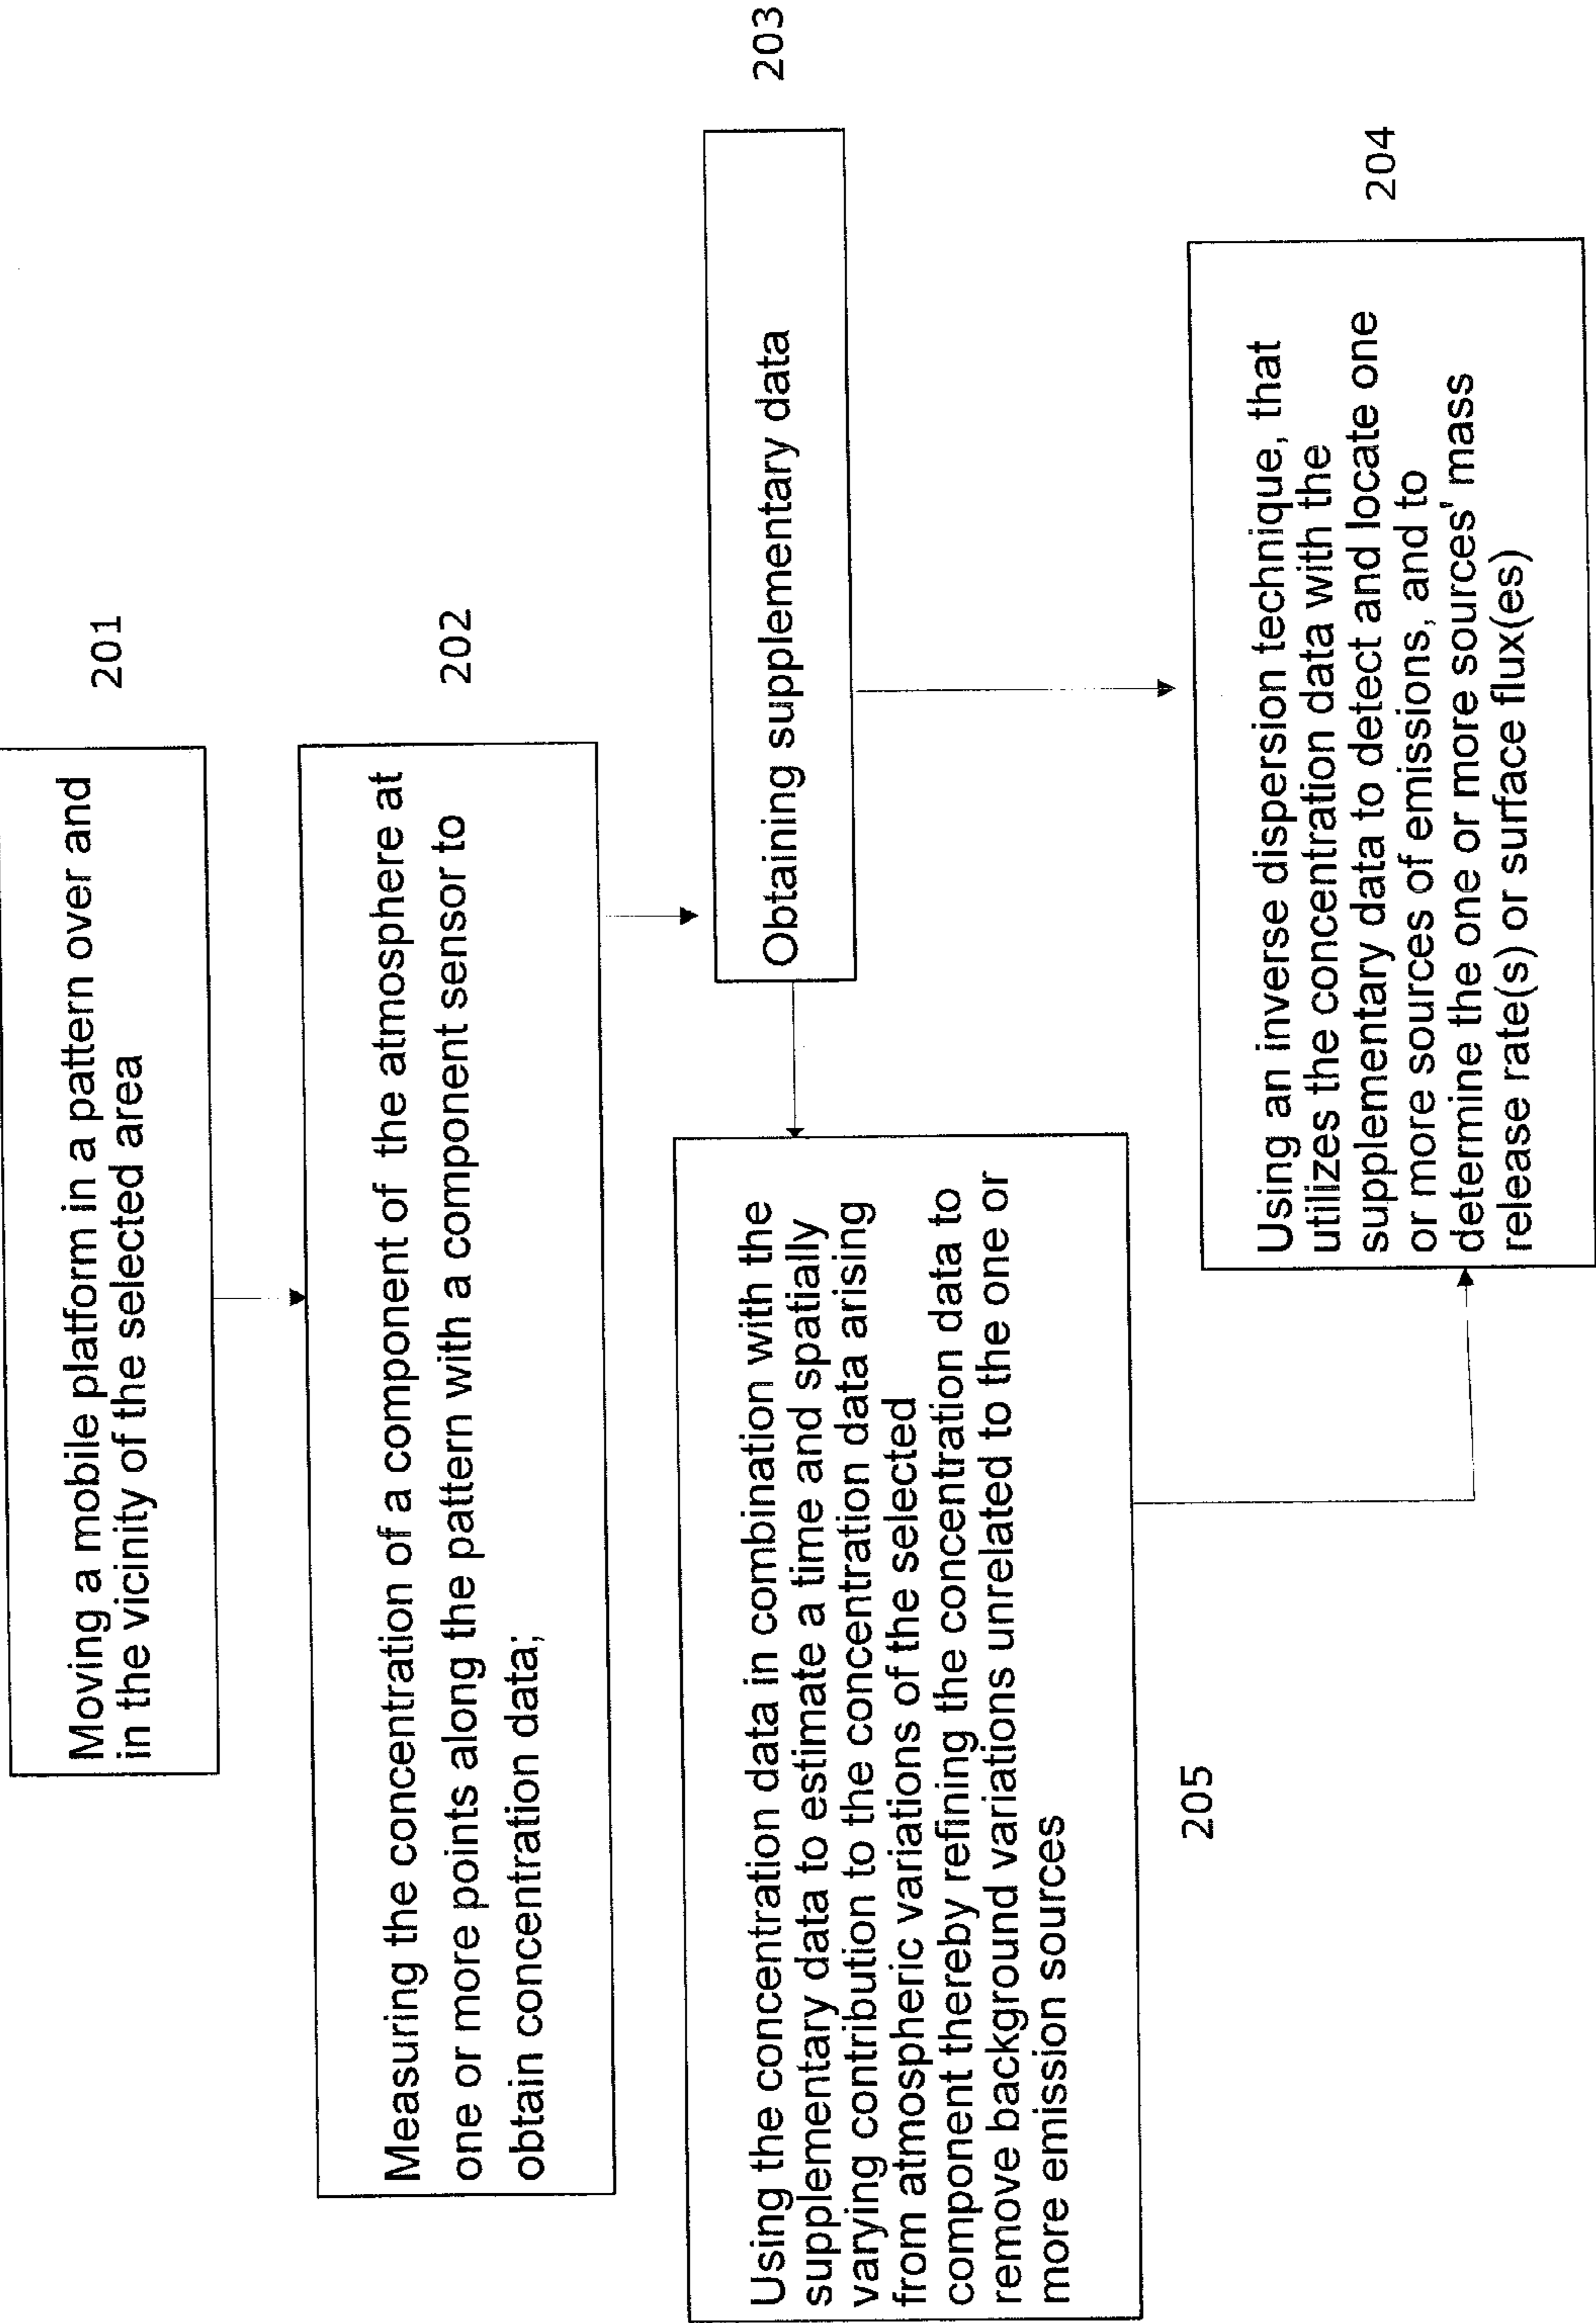 Moving a mobile platform in a pattern over and
in the vicinity of the selected area
201
Measuring the concentration of a component of the atmosphere at
one or more points along the pattern with a component sensor to
obtain concentration data;
202
Obtaining supplementary data
203
Using the concentration data in combination with the
supplementary data to estimate a time and spatially
varying contribution to the concentration data arising
from atmospheric variations of the selected
component thereby refining the concentration data to
remove background variations unrelated to the one or
more emission sources
205
Using an inverse dispersion technique, that
utilizes the concentration data with the
supplementary data to detect and locate one
or more sources of emissions, and to
determine the one or more sources' mass
release rate(s) or surface flux(es)
204